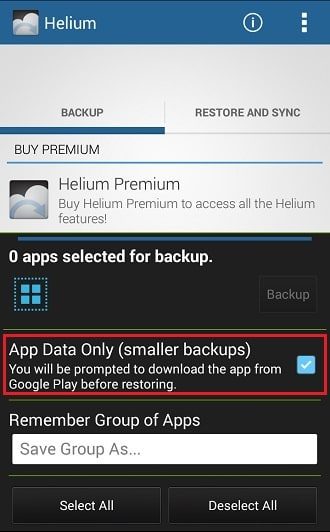 Helium
BACKUP
RESTORE AND SYNC
BUY PREMIUM
Helium Premium
Buy Helium Premium to access all the Helium
features!
0 apps selected for backup.
Backup
App Data Only (smaller backups)
You will be prompted to download the app from
Google Play before restoring.
Remember Group of Apps
Save Group As...
Select All
Deselect All